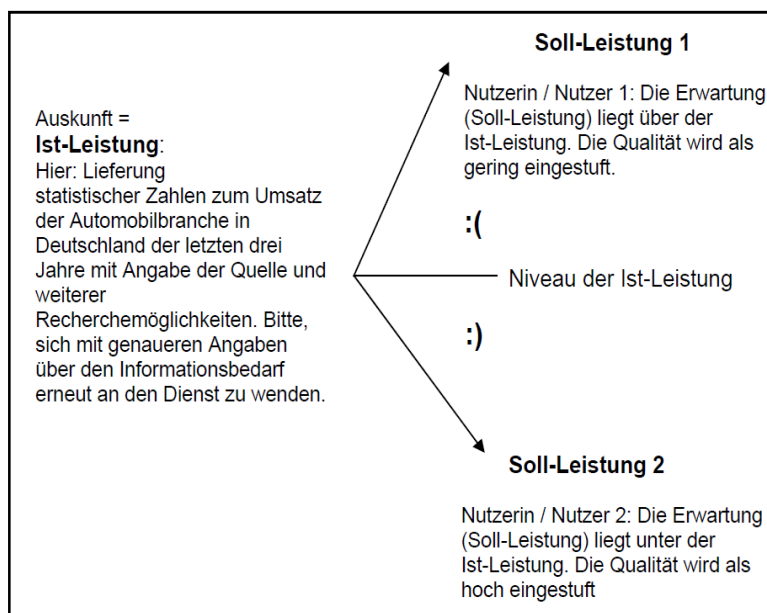 Auskunft =
Ist-Leistung:
Hier: Lieferung
statistischer Zahlen zum Umsatz
der Automobilbranche in
Deutschland der letzten drei
Jahre mit Angabe der Quelle und
weiterer
Recherchemöglichkeiten. Bitte,
sich mit genaueren Angaben
über den Informationsbedarf
erneut an den Dienst zu wenden.
Soll-Leistung 1
Nutzerin / Nutzer 1: Die Erwartung
(Soll-Leistung) liegt über der
Ist-Leistung. Die Qualität wird als
gering eingestuft.
:(
Niveau der Ist-Leistung
:)
Soll-Leistung 2
Nutzerin / Nutzer 2: Die Erwartung
(Soll-Leistung) liegt unter der
Ist-Leistung. Die Qualität wird als
hoch eingestuft